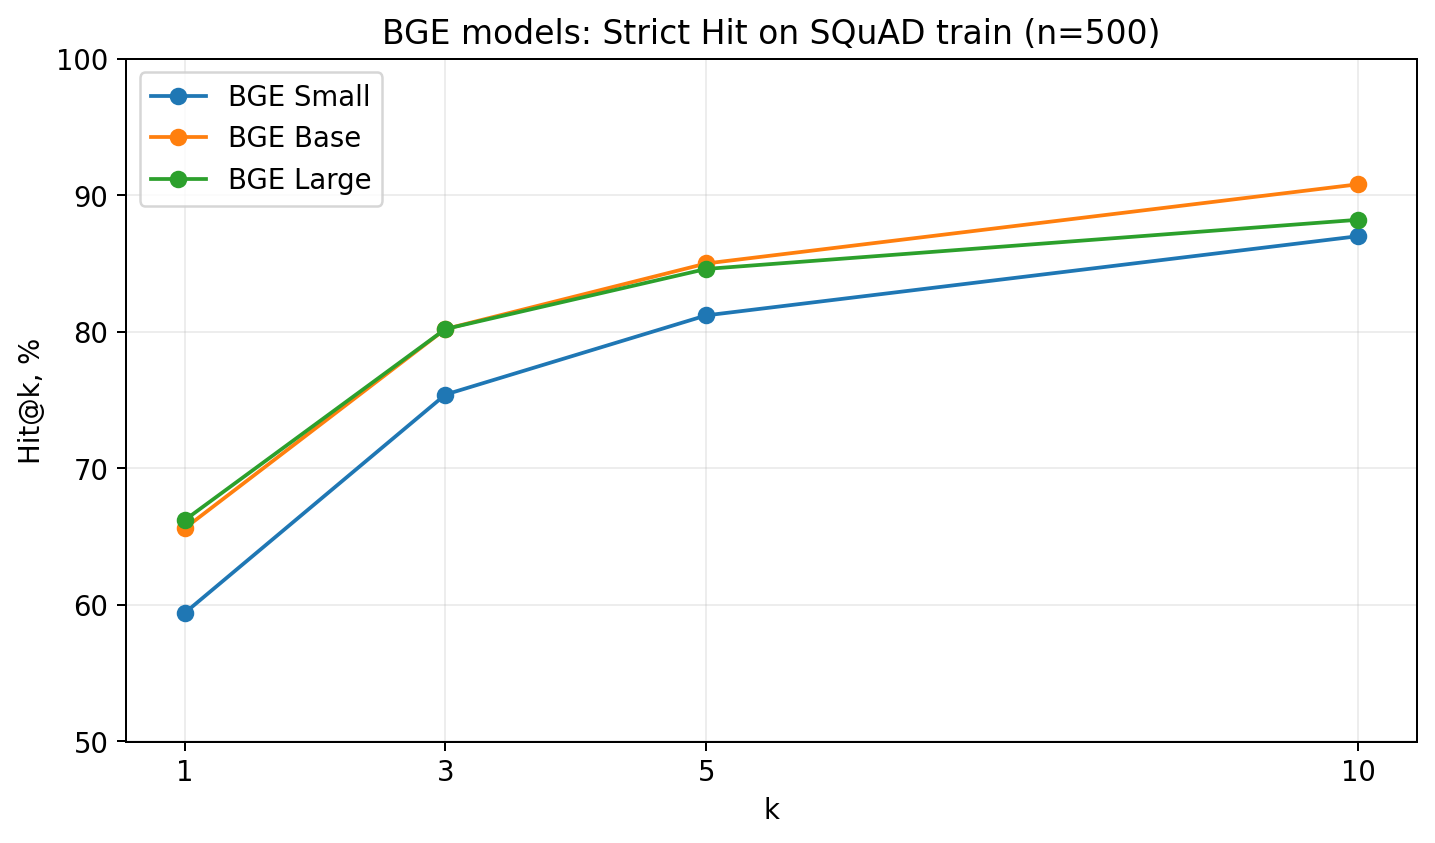 BGE models: Strict Hit on SQuAD train (n=500)
BGE Small
BGE Base
BGE Large
Hit@k, %
100
90
80
70
60
50
1 3 5 10
k